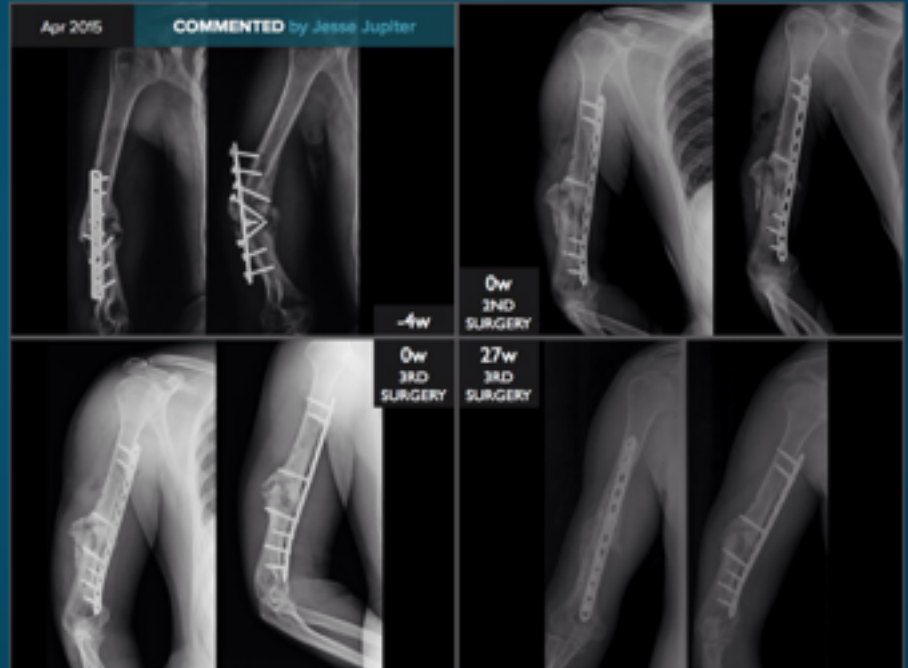 Apr 2015
COMMENTED by Jesse Jupiter
-4w
0w
2ND
SURGERY
0w
3RD
SURGERY
27w
3RD
SURGERY